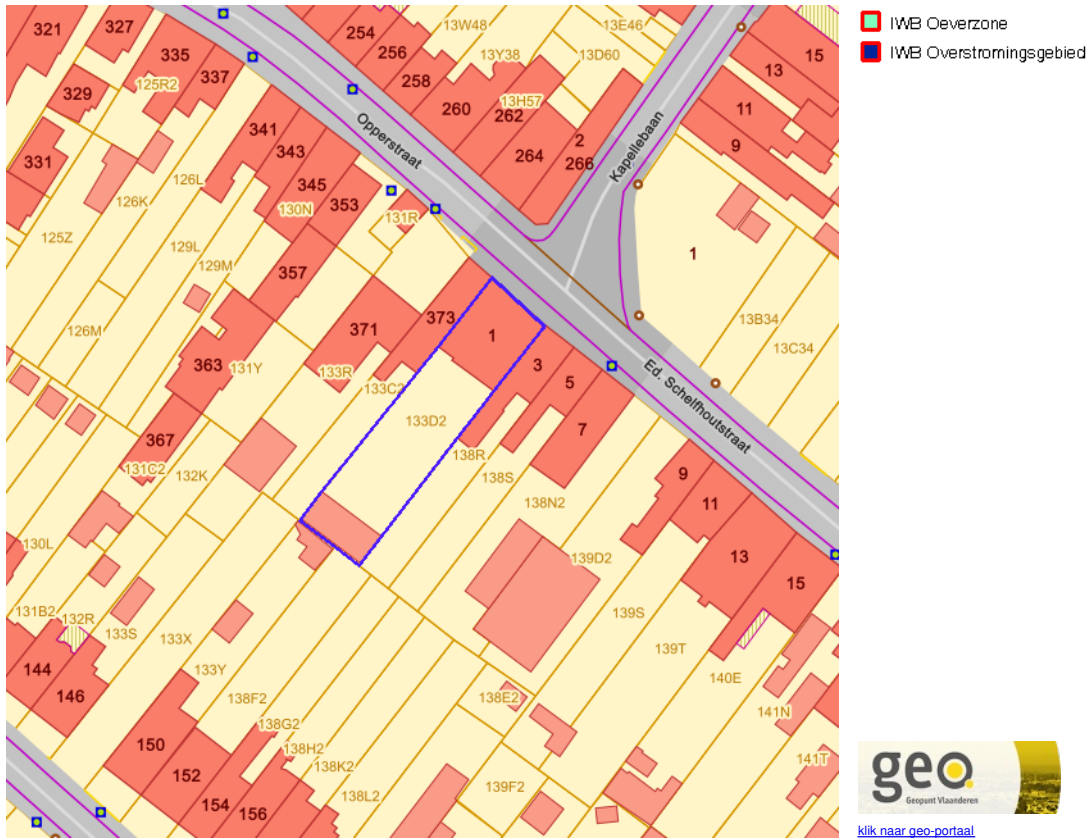 321
327
335
337
125R2
329
331
254
256
258
260
13Y38
13W48
13E46
13D60
13H57
262
264
2
266
Opperstraat
Kapellebaan
15
13
11
9
1
341
343
345
353
130N
131R
126L
126K
125Z
129L
129M
126M
357
363
131Y
367
131C2
132K
371
133R
373
133C2
1
133D2
3
5
7
138R
138S
138N2
13B34
13C34
Ed. Schelfhoutstraat
9
11
13
15
139D2
139S
139T
140E
141N
141T
130L
131B2
132R
133S
133X
133Y
144
146
150
152
154
156
138F2
138G2
138H2
138K2
138L2
138E2
139F2
IWB Oeverzone
IWB Overstromingsgebied
geo.
Geopunt Vlaanderen
klik naar geo-portaal